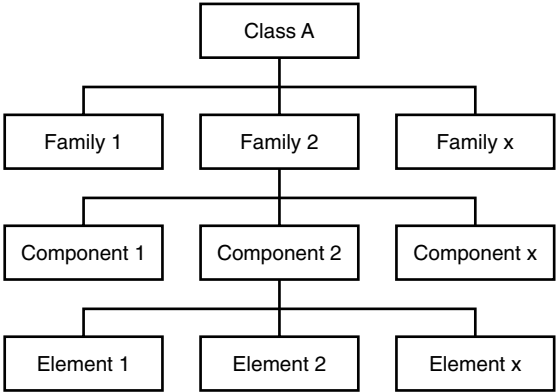 Class A
Family 1
Family 2
Family x
Component 1
Component 2
Component x
Element 1
Element 2
Element x